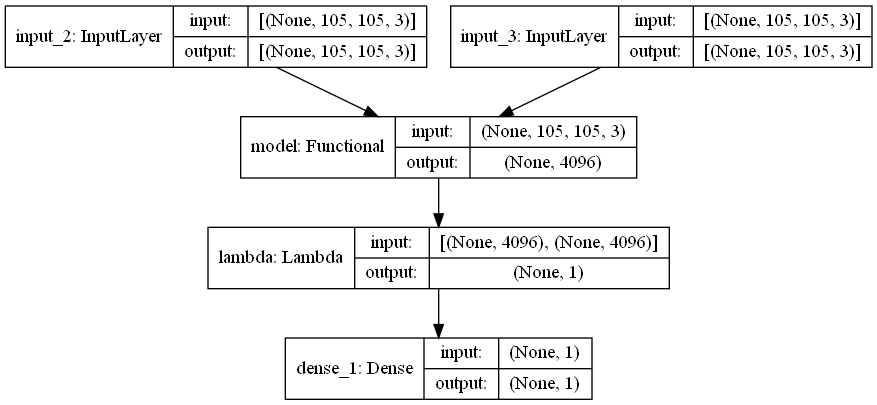 input_2: InputLayer
input:
[(None, 105, 105, 3)]
output:
[(None, 105, 105, 3)]
input_3: InputLayer
input:
[(None, 105, 105, 3)]
output:
[(None, 105, 105, 3)]
model: Functional
input:
(None, 105, 105, 3)
output:
(None, 4096)
lambda: Lambda
input:
[(None, 4096), (None, 4096)]
output:
(None, 1)
dense_1: Dense
input:
(None, 1)
output:
(None, 1)